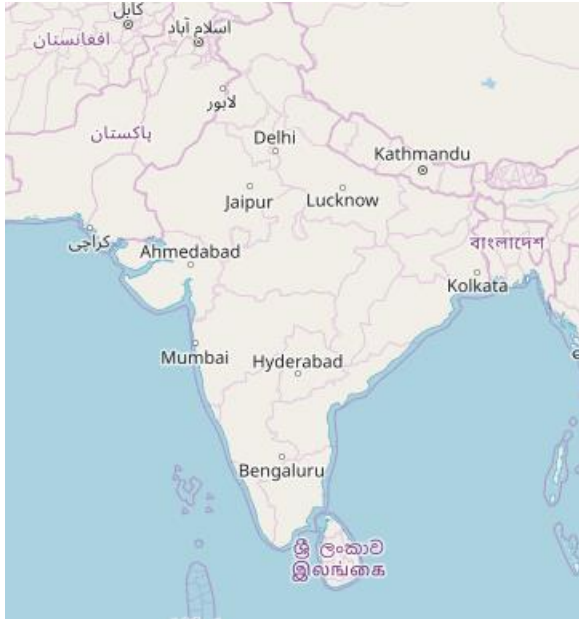 کابل
اسلام آباد
افغانستان
لاہور
پاکستان
Delhi
Kathmandu
Jaipur
Lucknow
کراچی
Ahmedabad
বাংলাদেশ
Kolkata
Mumbai
Hyderabad
Bengaluru
ශ්‍රී ලංකාව
இலங்கை